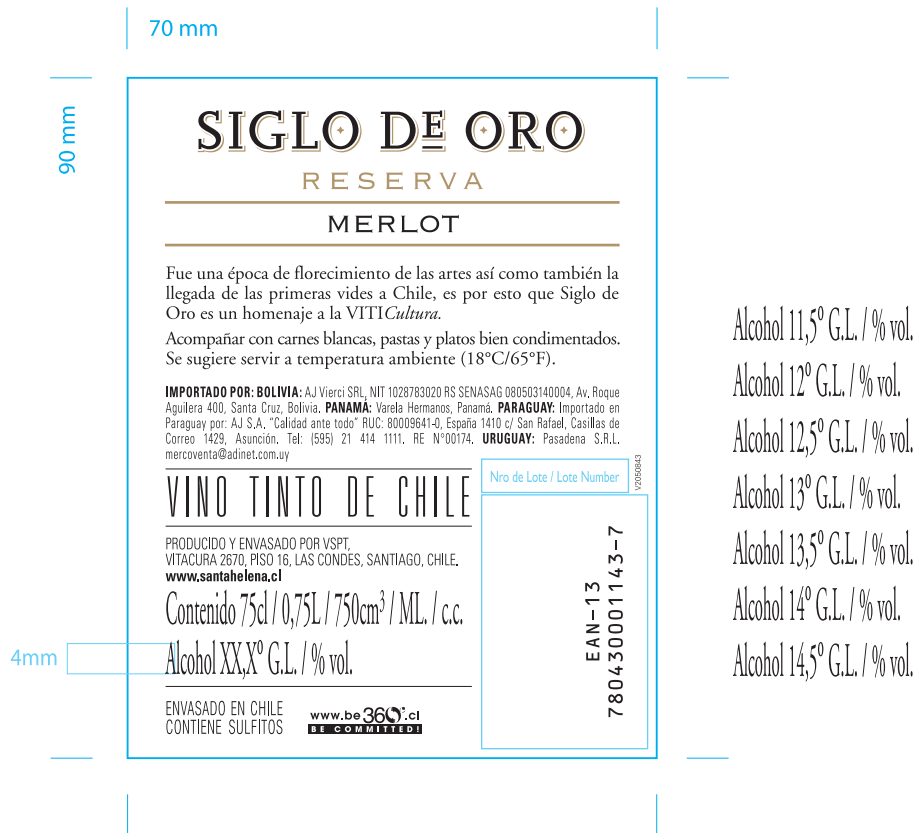 70 mm
90 mm
SIGLO DE ORO
RESERVA
MERLOT
Fue una época de florecimiento de las artes así como también la
llegada de las primeras vides a Chile, es por esto que Siglo de
Oro es un homenaje a la VITICultura.
Acompañar con carnes blancas, pastas y platos bien condimentados.
Se sugiere servir a temperatura ambiente (18°C/65°F).
IMPORTADO POR: BOLIVIA: AJ Vierci SRL, NIT 1028783020 RS SENASAG 080503140004, Av. Roque
Aguilera 400, Santa Cruz, Bolivia. PANAMÁ: Varela Hermanos, Panamá. PARAGUAY: Importado en
Paraguay por: AJ S.A. "Calidad ante todo" RUC: 80009641-0, España 1410 c/ San Rafael, Casillas de
Correo 1429, Asunción. Tel: (595) 21 414 1111. RE N°00174. URUGUAY: Pasadena S.R.L.
mercoventa@adinet.com.uy
VINO TINTO DE CHILE
Nro de Lote / Lote Number
V2050843
PRODUCIDO Y ENVASADO POR VSPT,
VITACURA 2670, PISO 16, LAS CONDES, SANTIAGO, CHILE.
www.santahelena.cl
Contenido 75cl / 0,75L / 750cm³ / ML. / c.c.
4mm
Alcohol XX,X° G.L. / % vol.
ENVASADO EN CHILE
CONTIENE SULFITOS
www.be360°.cl
BE COMMITTED!
EAN-13
7804300001143-7
Alcohol 11,5° G.L. / % vol.
Alcohol 12° G.L. / % vol.
Alcohol 12,5° G.L. / % vol.
Alcohol 13° G.L. / % vol.
Alcohol 13,5° G.L. / % vol.
Alcohol 14° G.L. / % vol.
Alcohol 14,5° G.L. / % vol.